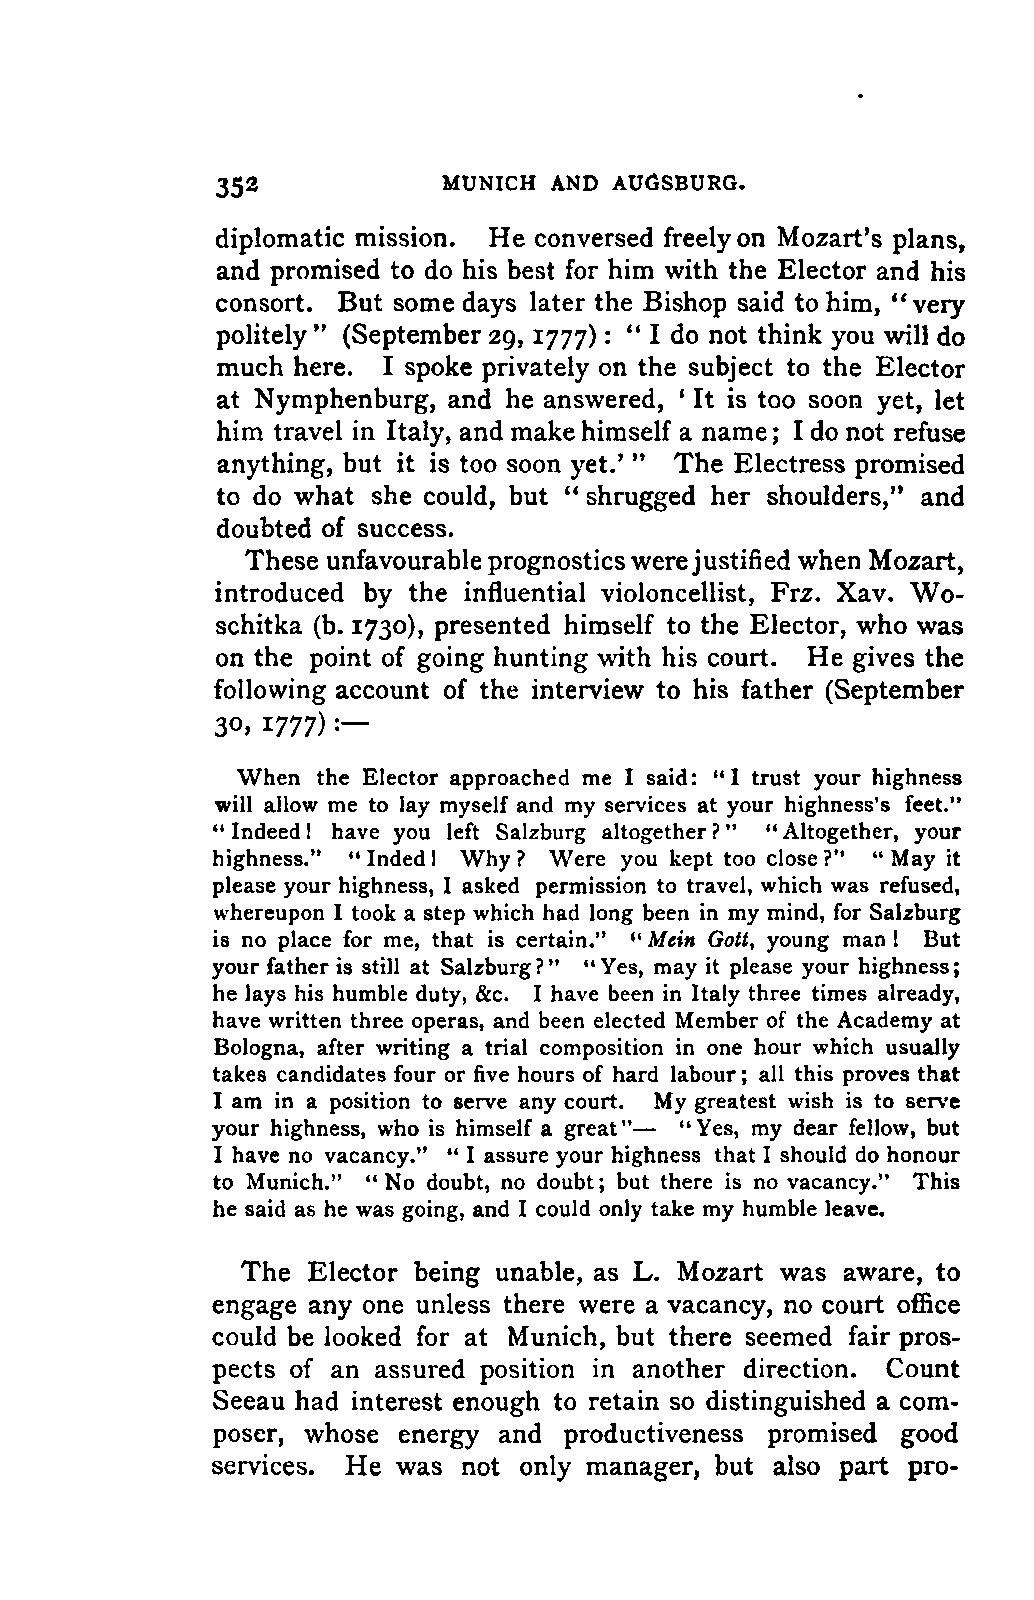 352 MUNICH AND AUGSBURG.
diplomatic mission. He conversed freely on Mozart's plans,
and promised to do his best for him with the Elector and his
consort. But some days later the Bishop said to him, "very
politely" (September 29, 1777): "I do not think you will do
much here. I spoke privately on the subject to the Elector
at Nymphenburg, and he answered, 'It is too soon yet, let
him travel in Italy, and make himself a name; I do not refuse
anything, but it is too soon yet.'" The Electress promised
to do what she could, but "shrugged her shoulders," and
doubted of success.
These unfavourable prognostics were justified when Mozart,
introduced by the influential violoncellist, Frz. Xav. Wo-
schitka (b. 1730), presented himself to the Elector, who was
on the point of going hunting with his court. He gives the
following account of the interview to his father (September
30, 1777):—
When the Elector approached me I said: "I trust your highness
will allow me to lay myself and my services at your highness's feet."
"Indeed! have you left Salzburg altogether?" "Altogether, your
highness." "Inded! Why? Were you kept too close?" "May it
please your highness, I asked permission to travel, which was refused,
whereupon I took a step which had long been in my mind, for Salzburg
is no place for me, that is certain." "Mein Gott, young man! But
your father is still at Salzburg?" "Yes, may it please your highness;
he lays his humble duty, &c. I have been in Italy three times already,
have written three operas, and been elected Member of the Academy at
Bologna, after writing a trial composition in one hour which usually
takes candidates four or five hours of hard labour; all this proves that
I am in a position to serve any court. My greatest wish is to serve
your highness, who is himself a great"— "Yes, my dear fellow, but
I have no vacancy." "I assure your highness that I should do honour
to Munich." "No doubt, no doubt; but there is no vacancy." This
he said as he was going, and I could only take my humble leave.
The Elector being unable, as L. Mozart was aware, to
engage any one unless there were a vacancy, no court office
could be looked for at Munich, but there seemed fair pros-
pects of an assured position in another direction. Count
Seeau had interest enough to retain so distinguished a com-
poser, whose energy and productiveness promised good
services. He was not only manager, but also part pro-